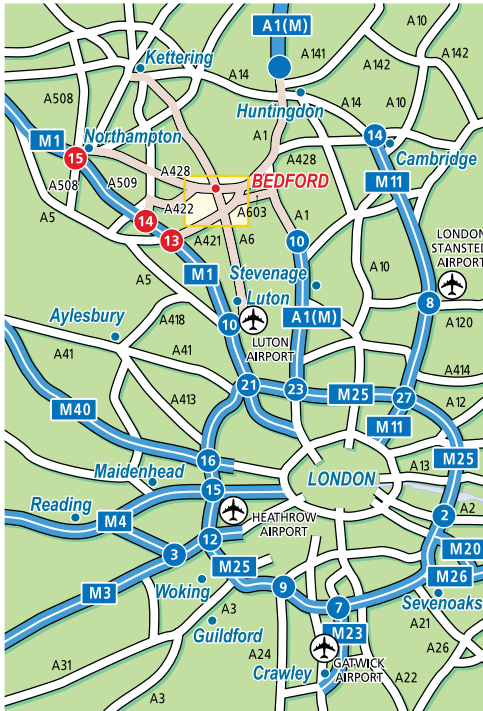 A10
A1(M)
A141
A142
Kettering
A14
A142
A508
Huntingdon
A14
A10
M1
Northampton
A1
14
15
A428
A428
Cambridge
A508
A509
BEDFORD
M11
A5
14
A422
A603
13
A421
A6
A1
10
LONDON
STANSTED
AIRPORT
M1
A10
A5
Stevenage
Luton
8
A418
10
A1(M)
Aylesbury
LUTON
AIRPORT
A120
A41
A41
A414
21
23
M25
27
A413
A12
M40
M11
16
M25
Maidenhead
LONDON
A13
15
Reading
HEATHROW
AIRPORT
2
A2
M4
12
M20
3
M25
M26
M3
Woking
9
7
Sevenoaks
A3
Guildford
M23
A21
A31
A24
GATWICK
AIRPORT
A26
Crawley
A22
A3